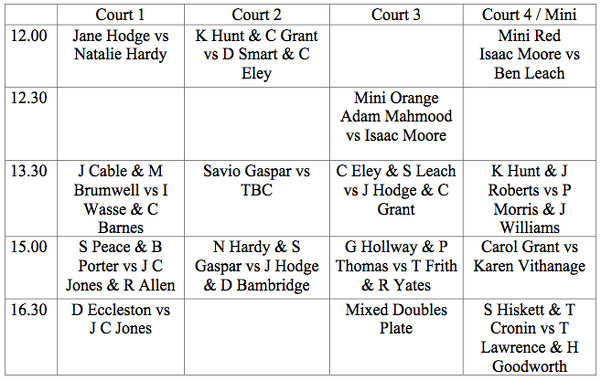 Court 1 Court 2 Court 3 Court 4 / Mini
12.00
Jane Hodge vs
Natalie Hardy
K Hunt & C Grant
vs D Smart & C
Eley
Mini Red
Isaac Moore vs
Ben Leach
12.30
Mini Orange
Adam Mahmood
vs Isaac Moore
13.30
J Cable & M
Brumwell vs I
Wasse & C
Barnes
Savio Gaspar vs
TBC
C Eley & S Leach
vs J Hodge & C
Grant
K Hunt & J
Roberts vs P
Morris & J
Williams
15.00
S Peace & B
Porter vs J C
Jones & R Allen
N Hardy & S
Gaspar vs J Hodge
& D Bambridge
G Hollway & P
Thomas vs T Frith
& R Yates
Carol Grant vs
Karen Vithanage
16.30
D Eccleston vs
J C Jones
Mixed Doubles
Plate
S Hiskett & T
Cronin vs T
Lawrence & H
Goodworth